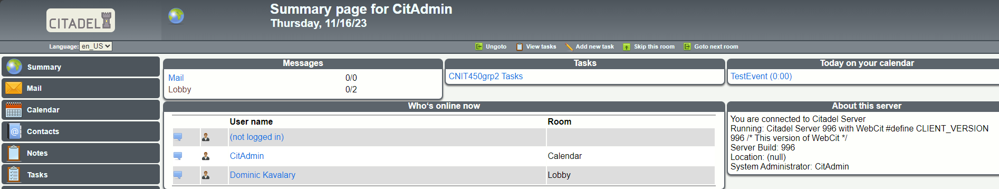 CITADEL
Summary page for CitAdmin
Thursday, 11/16/23
Language: en_US
Ungoto View tasks Add new task Skip this room Goto next room
Summary
Mail
Calendar
Contacts
Notes
Tasks
Messages
Mail 0/0
Lobby 0/2
Tasks
CNIT450grp2 Tasks
Today on your calendar
TestEvent (0:00)
Who‘s online now
User name Room
(not logged in)
CitAdmin Calendar
Dominic Kavalary Lobby
About this server
You are connected to Citadel Server
Running: Citadel Server 996 with WebCit #define CLIENT_VERSION
996 /* This version of WebCit */
Server Build: 996
Location: (null)
System Administrator: CitAdmin